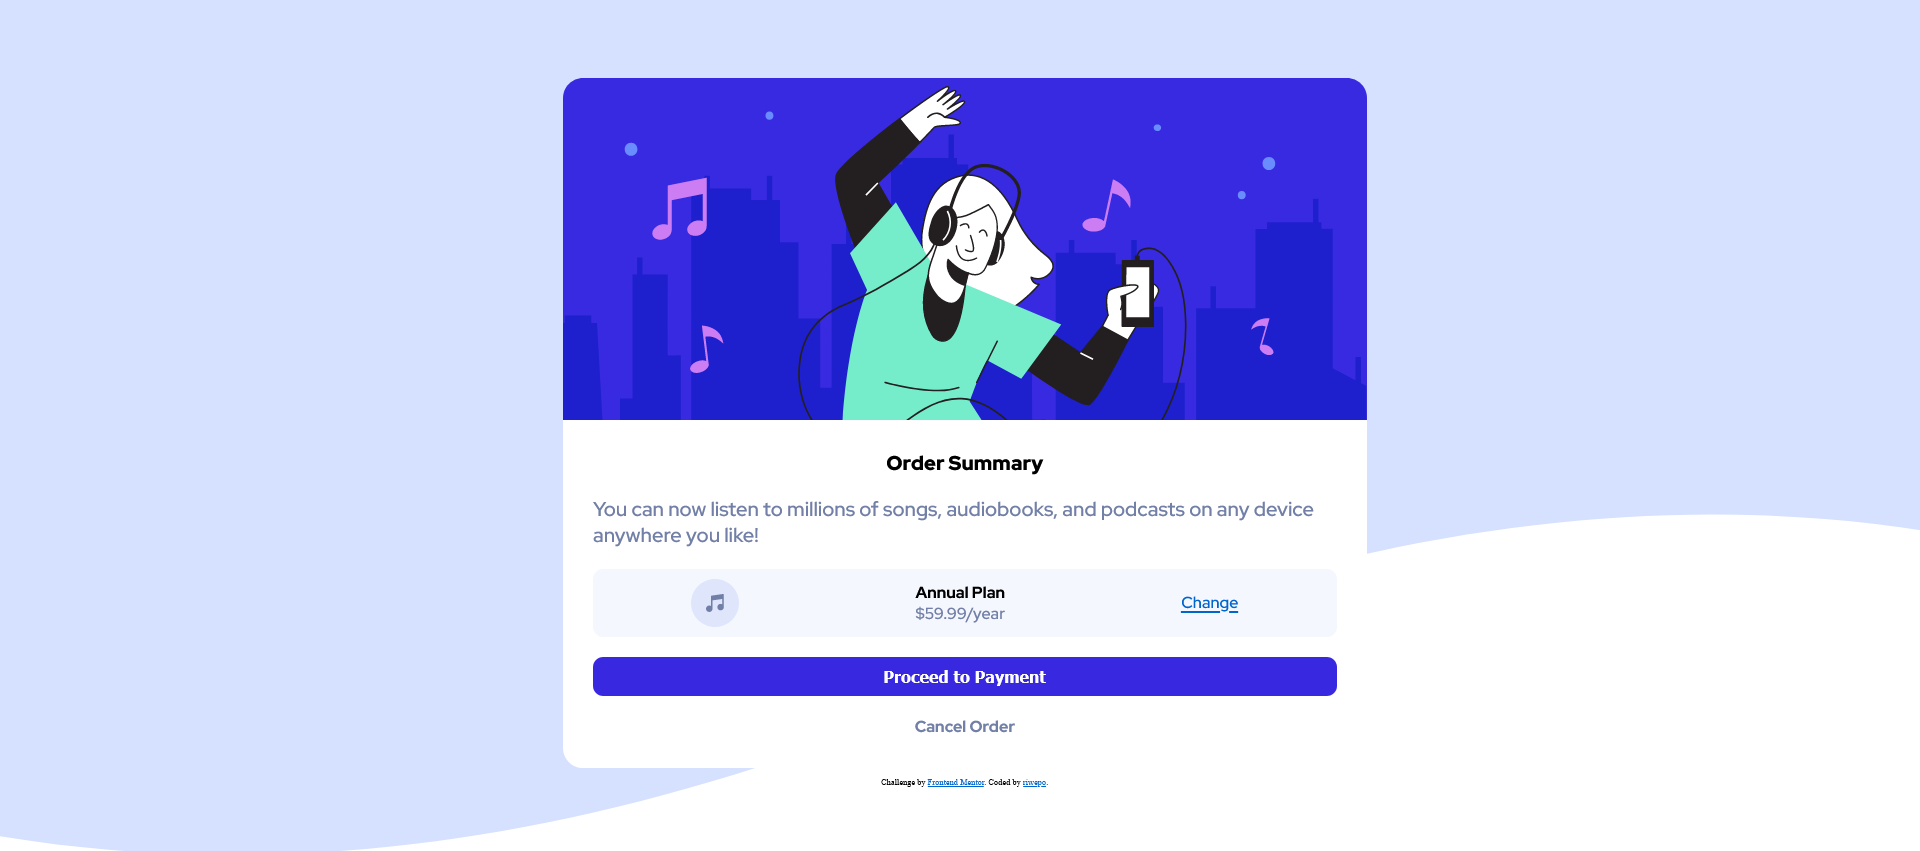 Order Summary
You can now listen to millions of songs, audiobooks, and podcasts on any device
anywhere you like!
Annual Plan
$59.99/year
Change
Proceed to Payment
Cancel Order
Challenge by Frontend Mentor. Coded by riwepo.